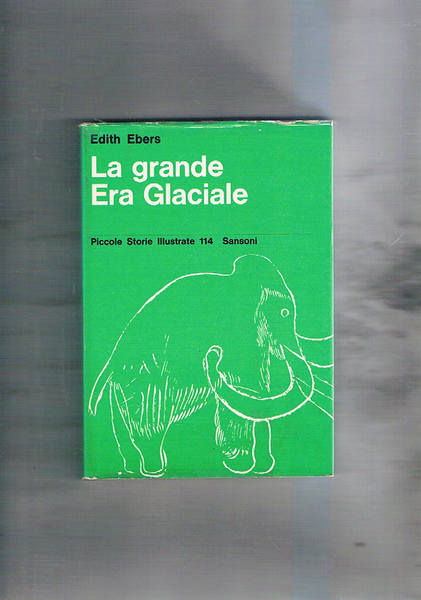 Edith Ebers
La grande
Era Glaciale
Piccole Storie Illustrate 114 Sansoni